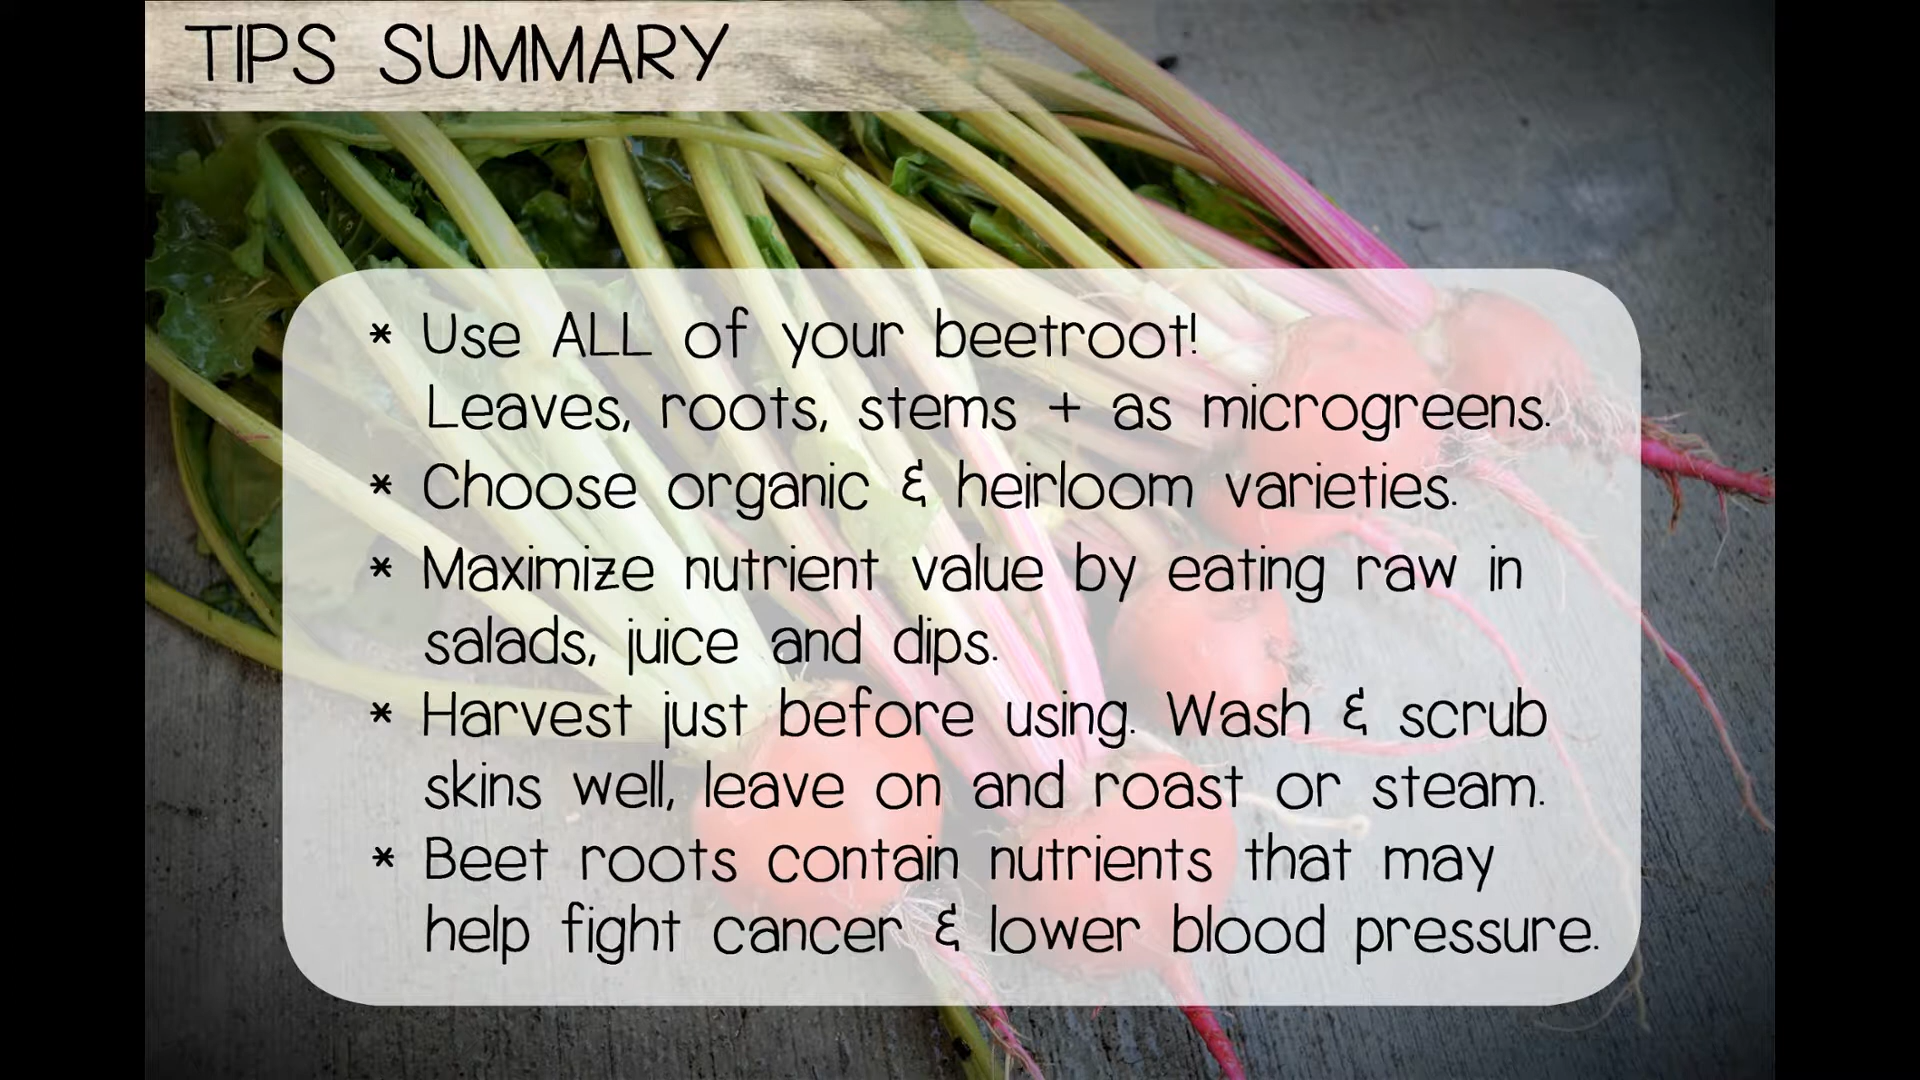 TIPS SUMMARY
* Use ALL of your beetroot!
Leaves, roots, stems + as microgreens.
* Choose organic & heirloom varieties.
* Maximize nutrient value by eating raw in
salads, juice and dips.
* Harvest just before using. Wash & scrub
skins well, leave on and roast or steam.
* Beet roots contain nutrients that may
help fight cancer & lower blood pressure.